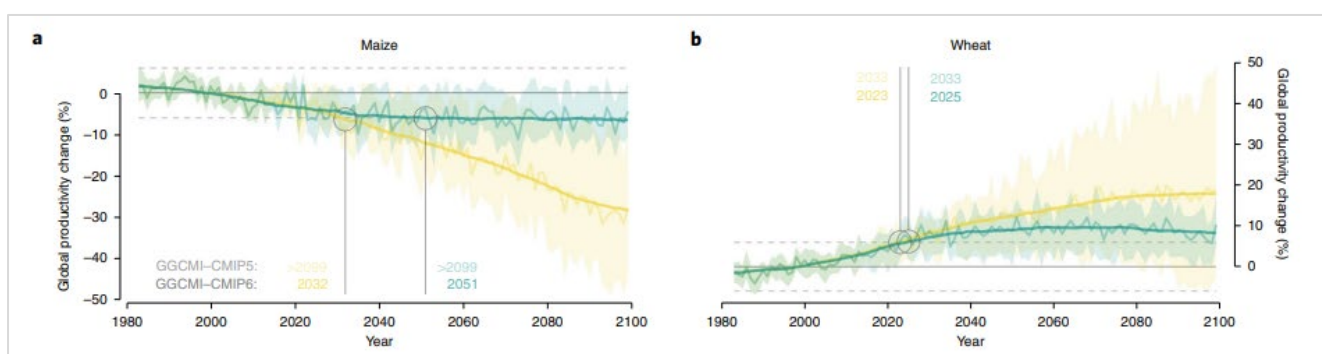 a
Maize
Global productivity change (%)
0
–10
–20
–30
–40
–50
GGCMI–CMIP5: >2099 >2099
GGCMI–CMIP6: 2032 2051
1980 2000 2020 2040 2060 2080 2100
Year
b
Wheat
2032 2033
2023 2025
50
40
30
20
10
0
Global productivity change (%)
1980 2000 2020 2040 2060 2080 2100
Year